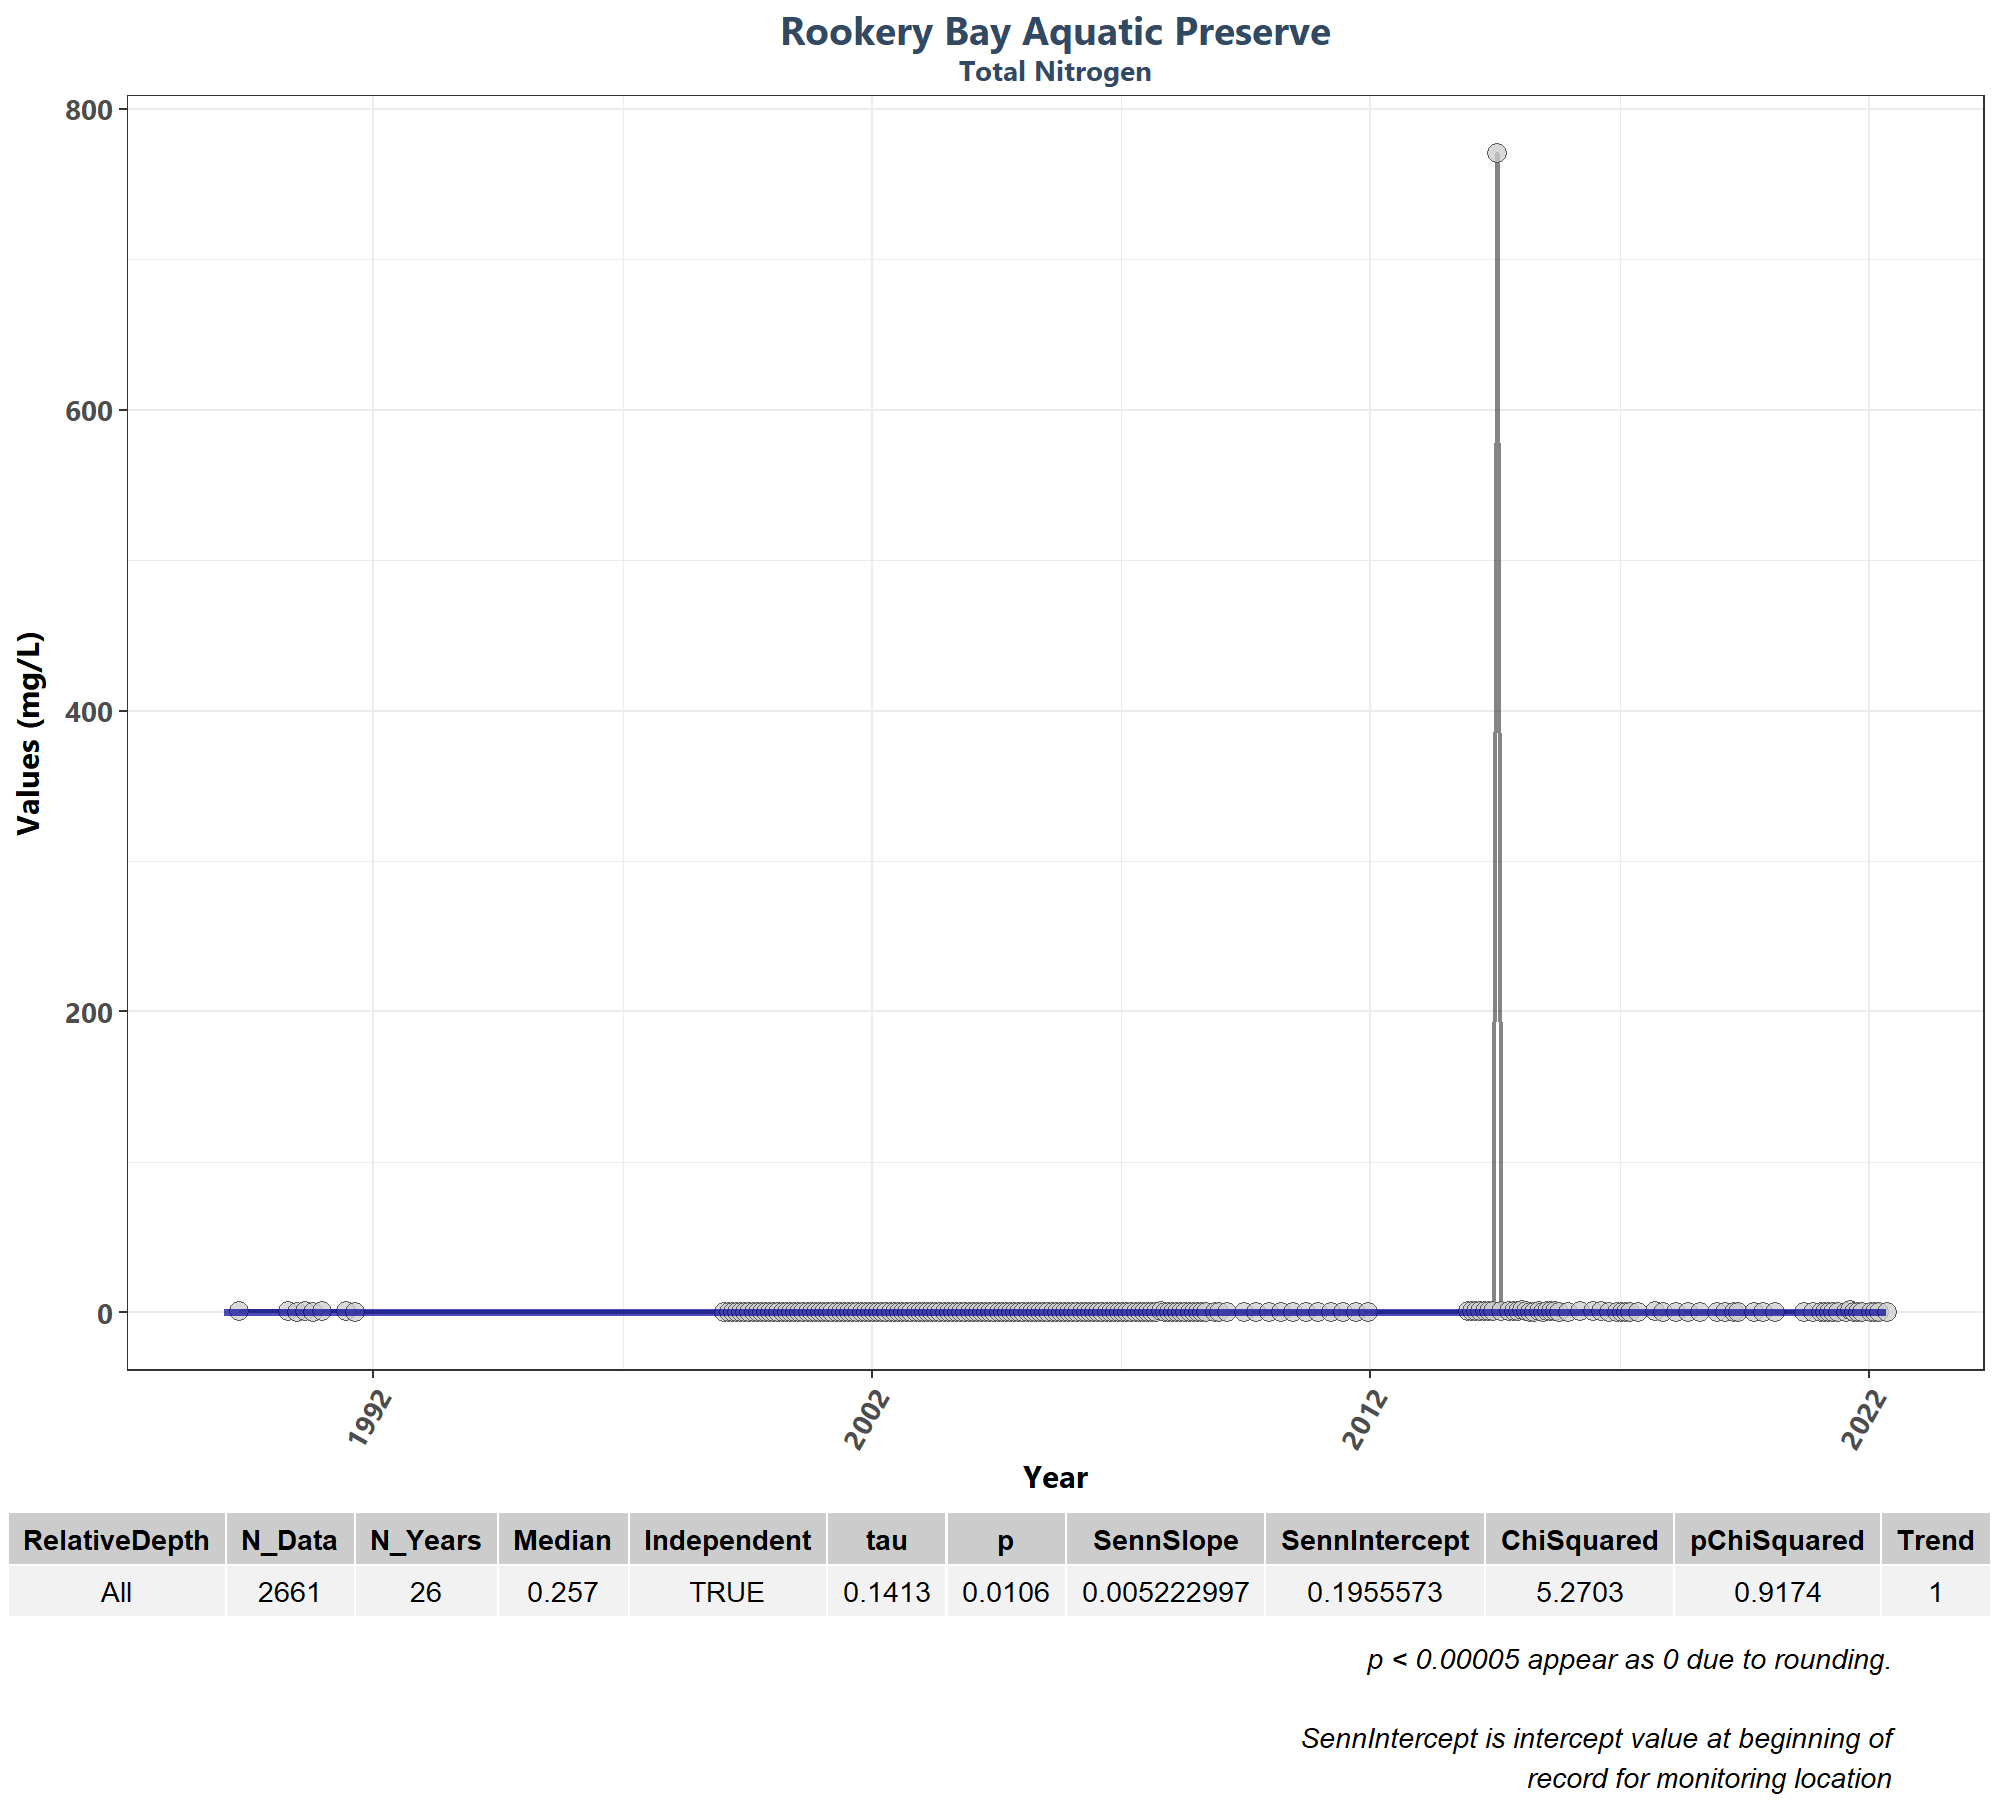 Rookery Bay Aquatic Preserve
Total Nitrogen
800
600
400
200
0
Values (mg/L)
1992 2002 2012 2022
Year
RelativeDepth N_Data N_Years Median Independent tau p SennSlope SennIntercept ChiSquared pChiSquared Trend
All 2661 26 0.257 TRUE 0.1413 0.0106 0.005222997 0.1955573 5.2703 0.9174 1
p < 0.00005 appear as 0 due to rounding.
SennIntercept is intercept value at beginning of
record for monitoring location